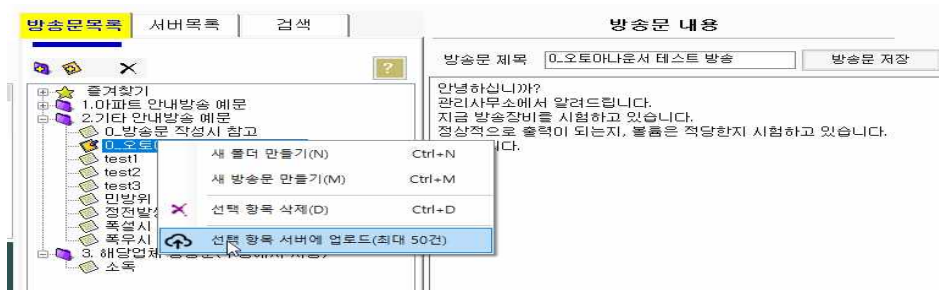 방송문목록 서버목록 검색
방송문 내용
방송문 제목 0_오토아나운서 테스트 방송 방송문 저장
?
즐겨찾기
1.아파트 안내방송 예문
2.기타 안내방송 예문
0_방송문 작성시 참고
0_오토
test1
test2
test3
민방위
정전발
폭설시
폭우시
3. 해당업체
소독
새 폴더 만들기(N) Ctrl+N
새 방송문 만들기(M) Ctrl+M
선택 항목 삭제(D) Ctrl+D
선택 항목 서버에 업로드(최대 50건)
안녕하십니까?
관리사무소에서 알려드립니다.
지금 방송장비를 시험하고 있습니다.
정상적으로 출력이 되는지, 볼륨은 적당한지 시험하고 있습니다.
니다.